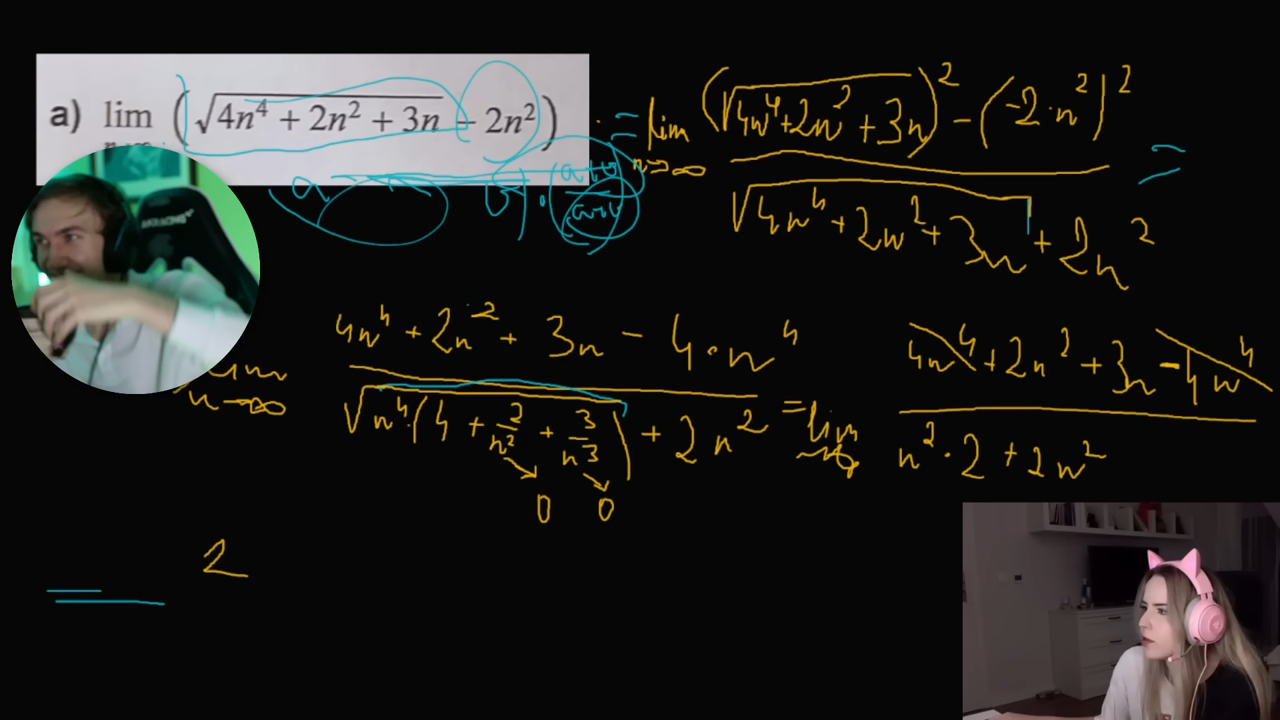 a) lim (√(4n⁴ + 2n² + 3n) - 2n²)
= lim n→∞ ((√(4n⁴+2n²+3n))² - (-2·n²)²) / (√(4n⁴+2n²+3n) + 2n²) =
a b) · (a+b / a+b)
lim n→∞ (4n⁴ + 2n² + 3n - 4·n⁴) / (√(n⁴·(4 + 2/n² + 3/n³)) + 2n²) = lim (4n⁴ + 2n² + 3n - 4n⁴) / (n²·2 + 2n²)
0 0
2